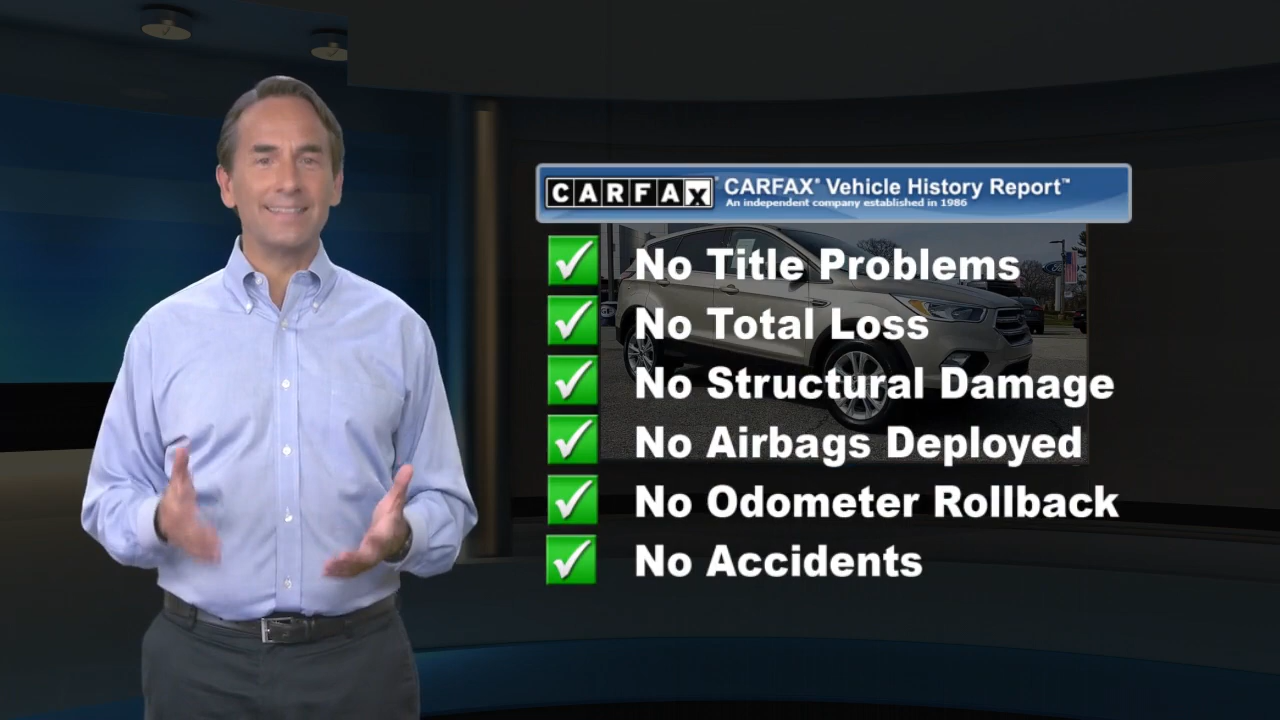 CARFAX® CARFAX® Vehicle History Report™
An independent company established in 1986
No Title Problems
No Total Loss
No Structural Damage
No Airbags Deployed
No Odometer Rollback
No Accidents